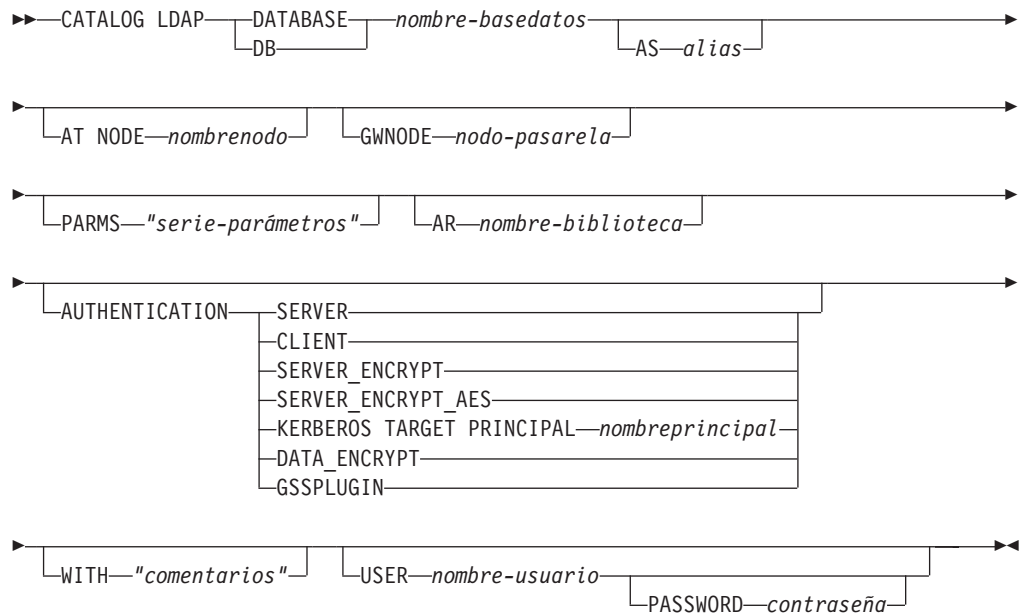 CATALOG LDAP DATABASE nombre-basedatos
DB AS alias
AT NODE nombrenodo GWNODE nodo-pasarela
PARMS "serie-parámetros" AR nombre-biblioteca
AUTHENTICATION SERVER
CLIENT
SERVER_ENCRYPT
SERVER_ENCRYPT_AES
KERBEROS TARGET PRINCIPAL nombreprincipal
DATA_ENCRYPT
GSSPLUGIN
WITH "comentarios" USER nombre-usuario
PASSWORD contraseña